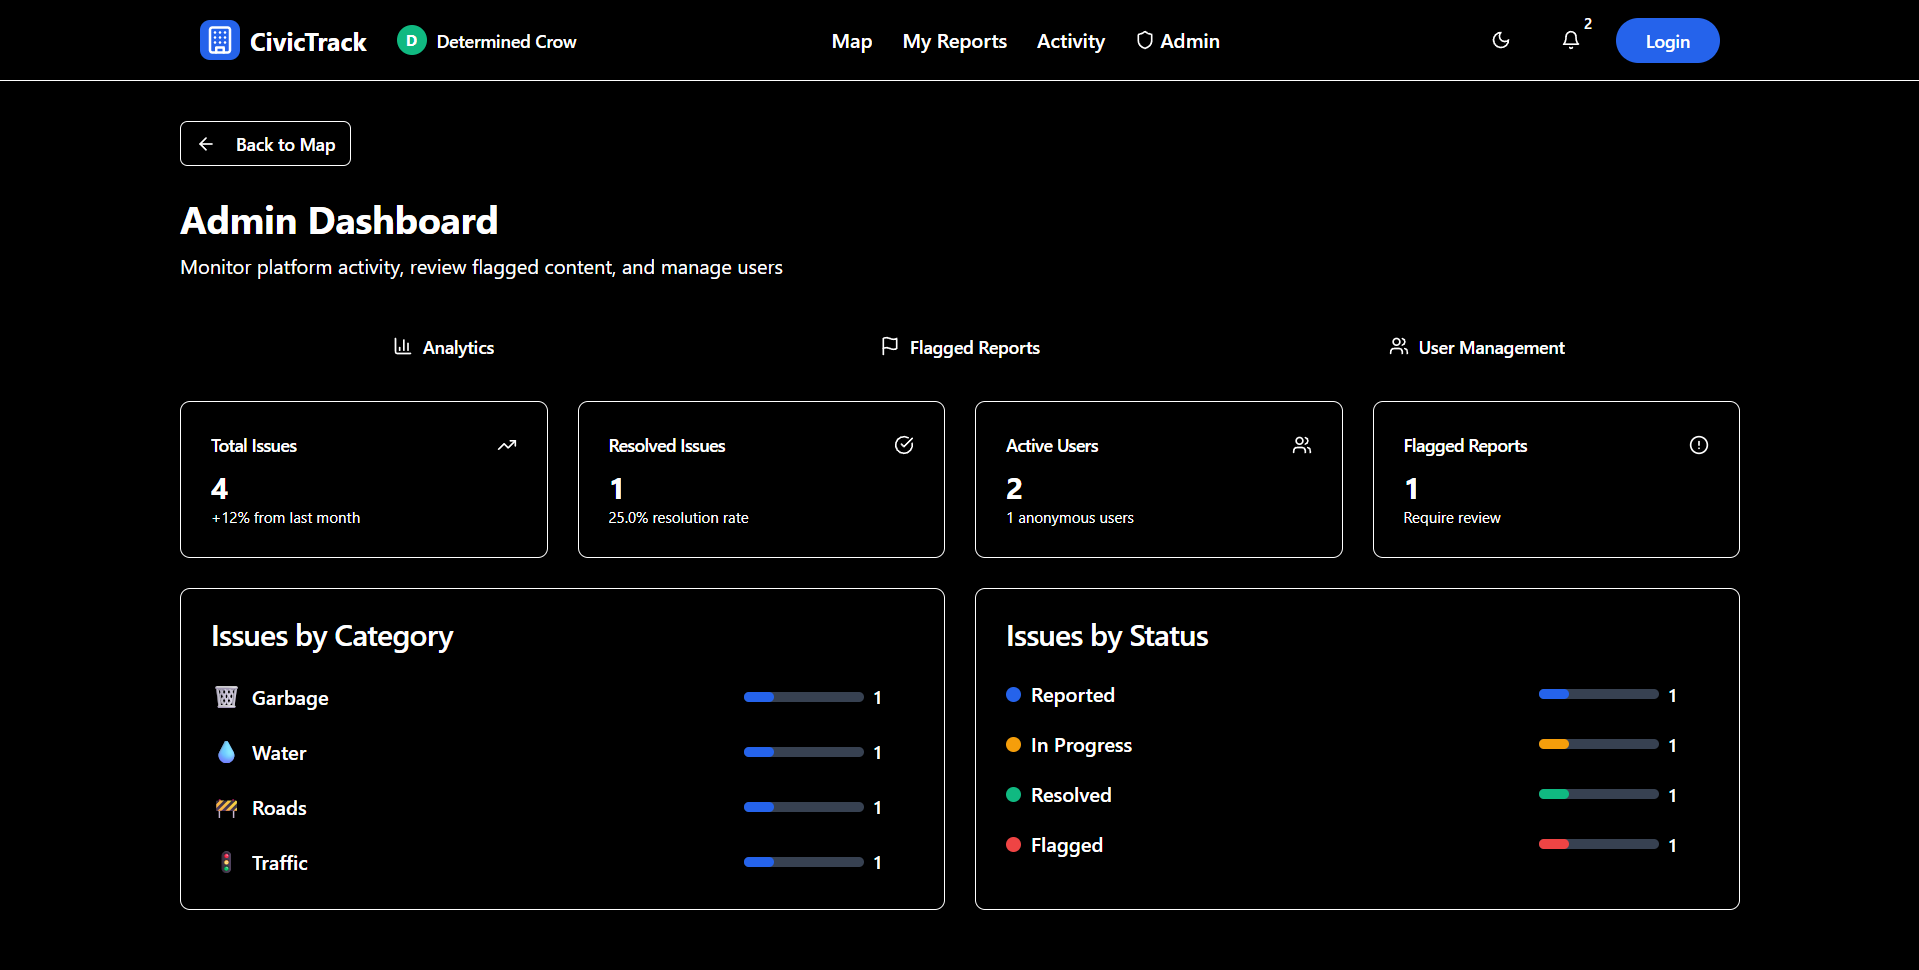 CivicTrack
D
Determined Crow
Map
My Reports
Activity
Admin
2
Login
Back to Map
Admin Dashboard
Monitor platform activity, review flagged content, and manage users
Analytics
Flagged Reports
User Management
Total Issues
4
+12% from last month
Resolved Issues
1
25.0% resolution rate
Active Users
2
1 anonymous users
Flagged Reports
1
Require review
Issues by Category
Garbage 1
Water 1
Roads 1
Traffic 1
Issues by Status
Reported 1
In Progress 1
Resolved 1
Flagged 1